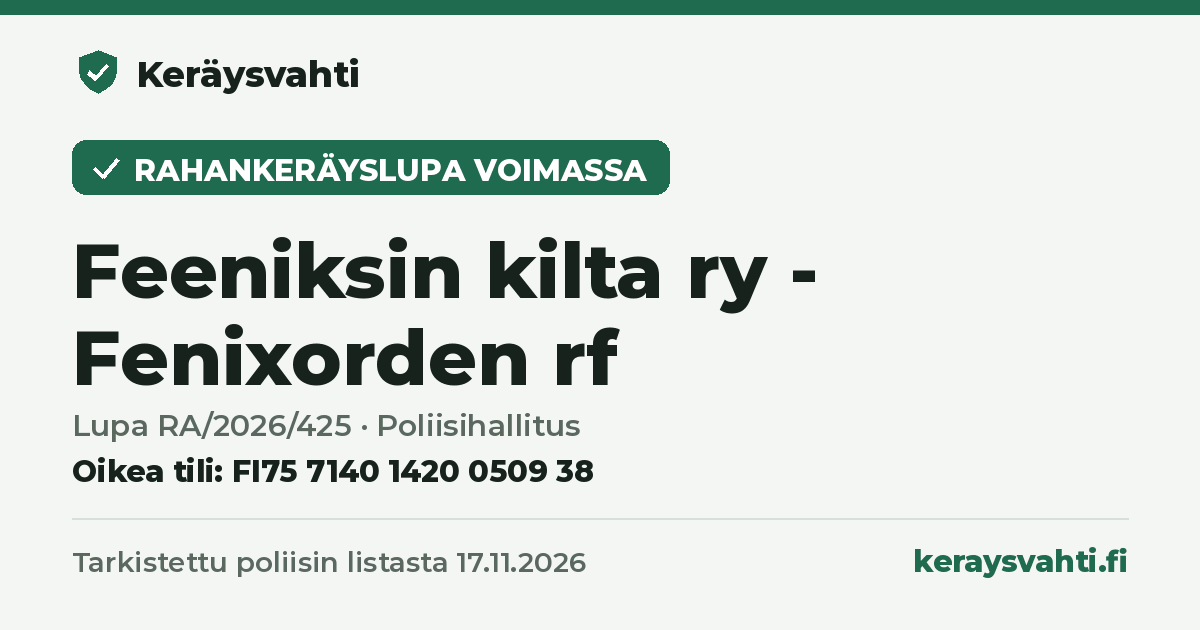 Keräysvahti
RAHANKERÄYSLUPA VOIMASSA
Feeniksin kilta ry -
Fenixorden rf
Lupa RA/2026/425 · Poliisihallitus
Oikea tili: FI75 7140 1420 0509 38
Tarkistettu poliisin listasta 17.11.2026
keraysvahti.fi